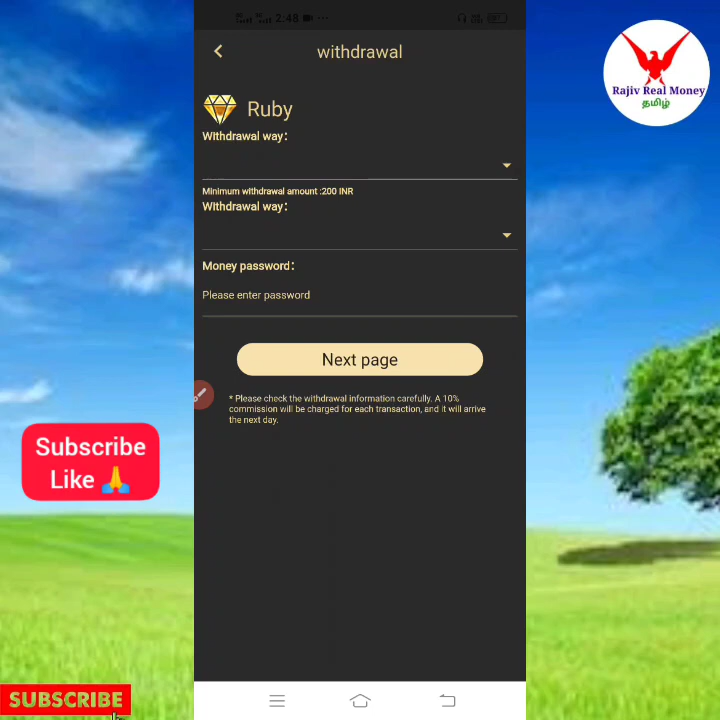 2:48
withdrawal
Rajiv Real Money
தமிழ்
Ruby
Withdrawal way:
Minimum withdrawal amount :200 INR
Withdrawal way:
Money password:
Please enter password
Next page
* Please check the withdrawal information carefully. A 10%
commission will be charged for each transaction, and it will arrive
the next day.
Subscribe
Like 🙏
SUBSCRIBE